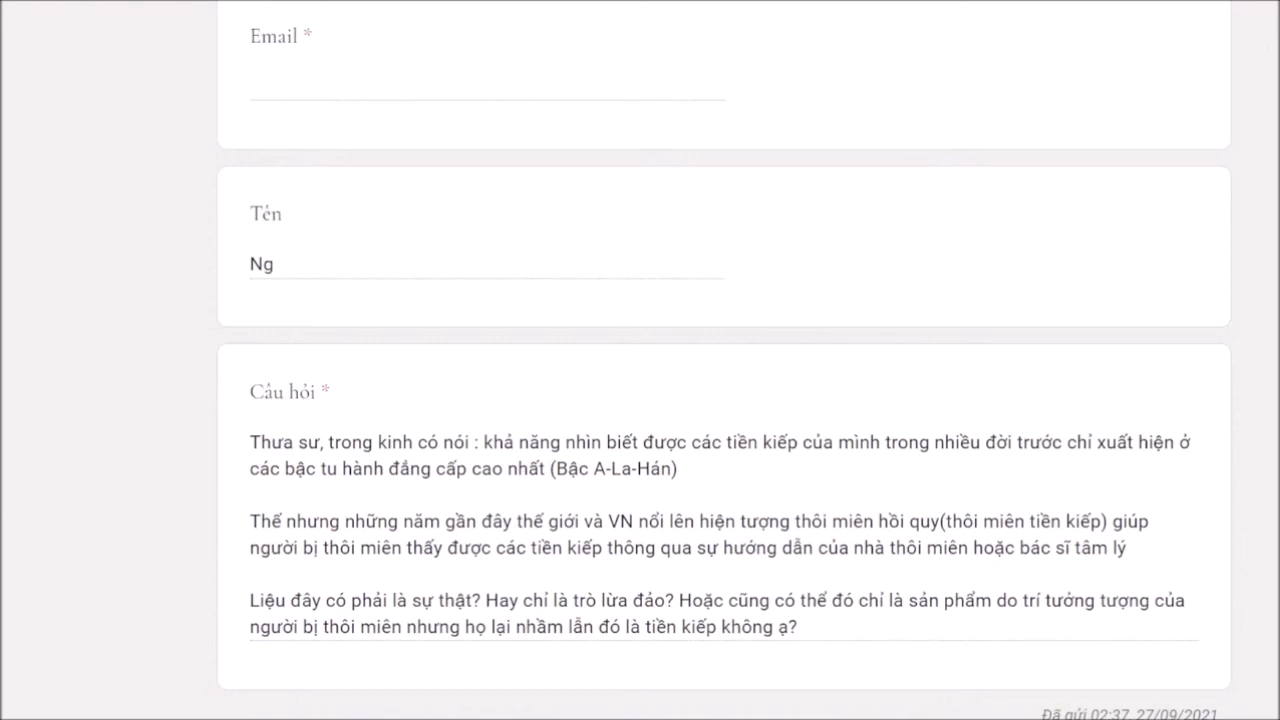 Email *
Tên
Ng
Câu hỏi *
Thưa sư, trong kinh có nói : khả năng nhìn biết được các tiền kiếp của mình trong nhiều đời trước chỉ xuất hiện ở
các bậc tu hành đẳng cấp cao nhất (Bậc A-La-Hán)
Thế nhưng những năm gần đây thế giới và VN nổi lên hiện tượng thôi miên hồi quy(thôi miên tiền kiếp) giúp
người bị thôi miên thấy được các tiền kiếp thông qua sự hướng dẫn của nhà thôi miên hoặc bác sĩ tâm lý
Liệu đây có phải là sự thật? Hay chỉ là trò lừa đảo? Hoặc cũng có thể đó chỉ là sản phẩm do trí tưởng tượng của
người bị thôi miên nhưng họ lại nhầm lẫn đó là tiền kiếp không ạ?
Đã gửi 02:37, 27/09/2021